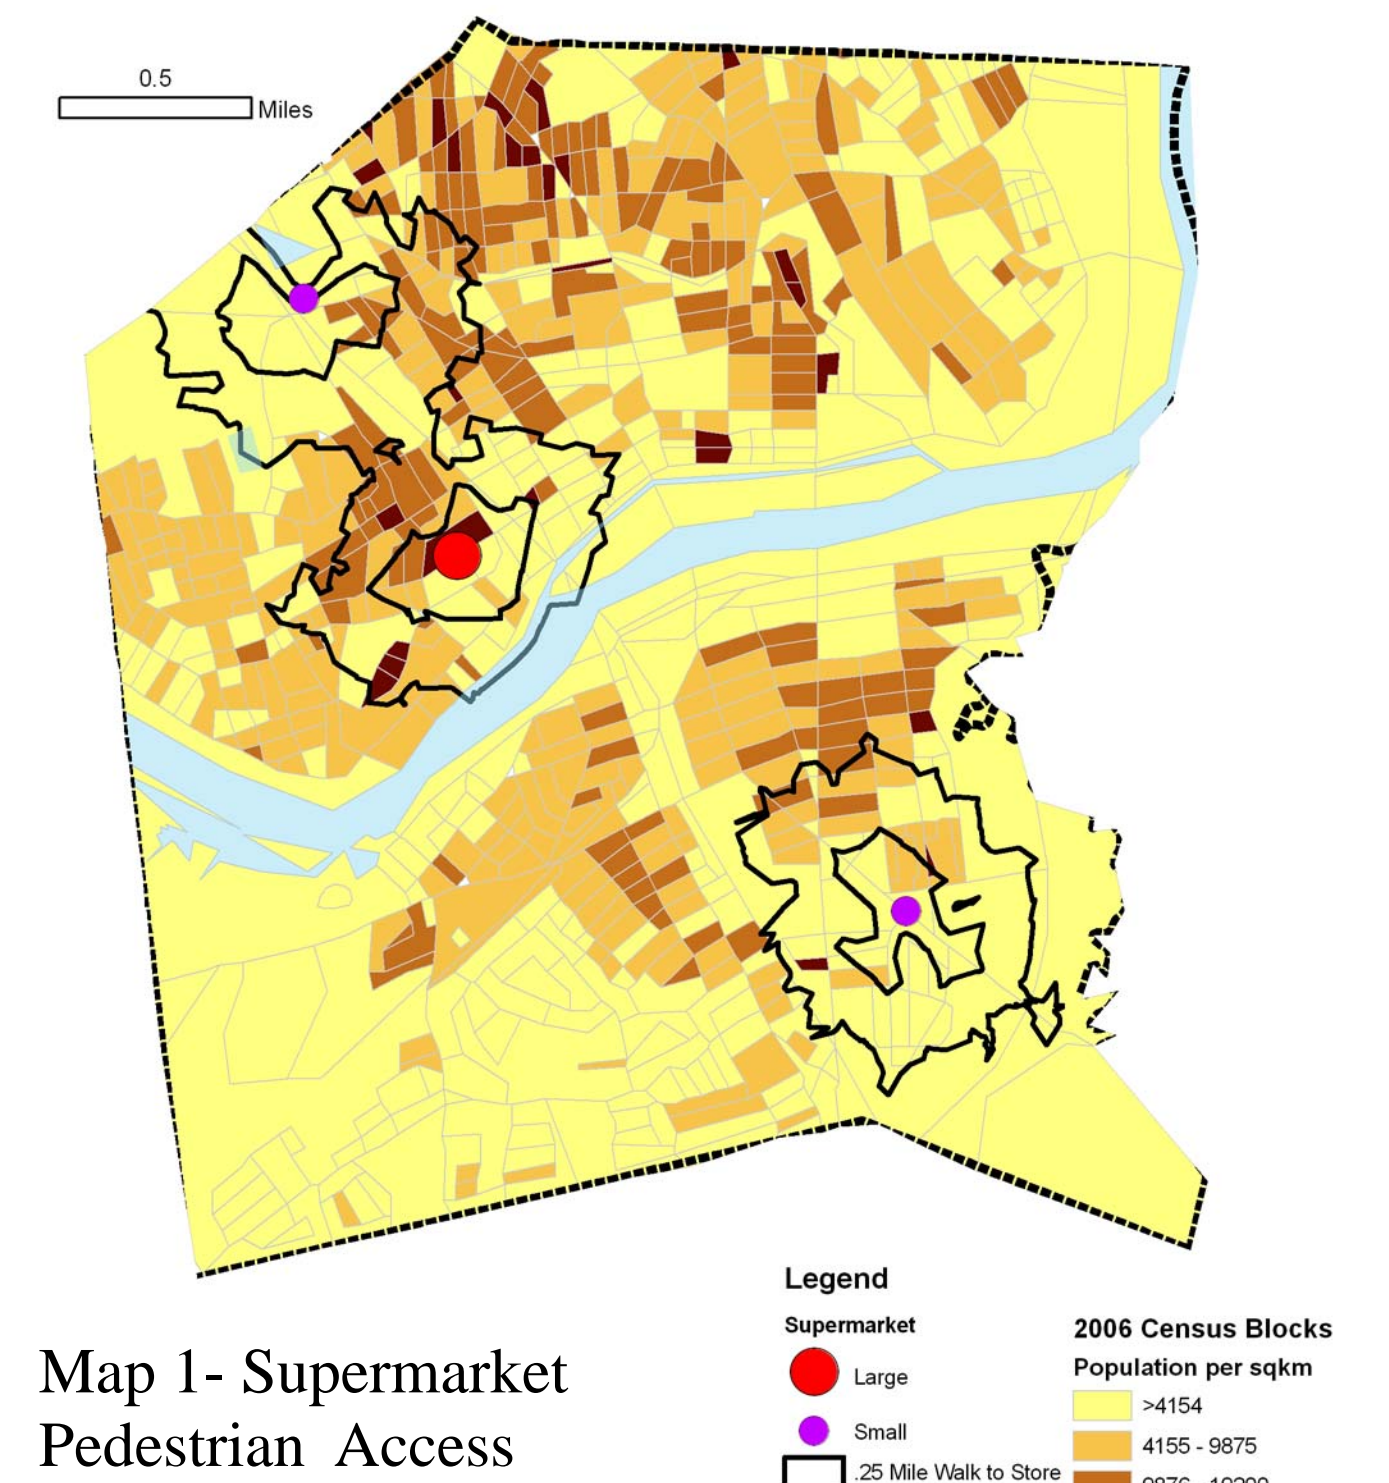 0.5
Miles
Legend
Supermarket
Large
Small
.25 Mile Walk to Store
2006 Census Blocks
Population per sqkm
>4154
4155 - 9875
Map 1- Supermarket
Pedestrian Access